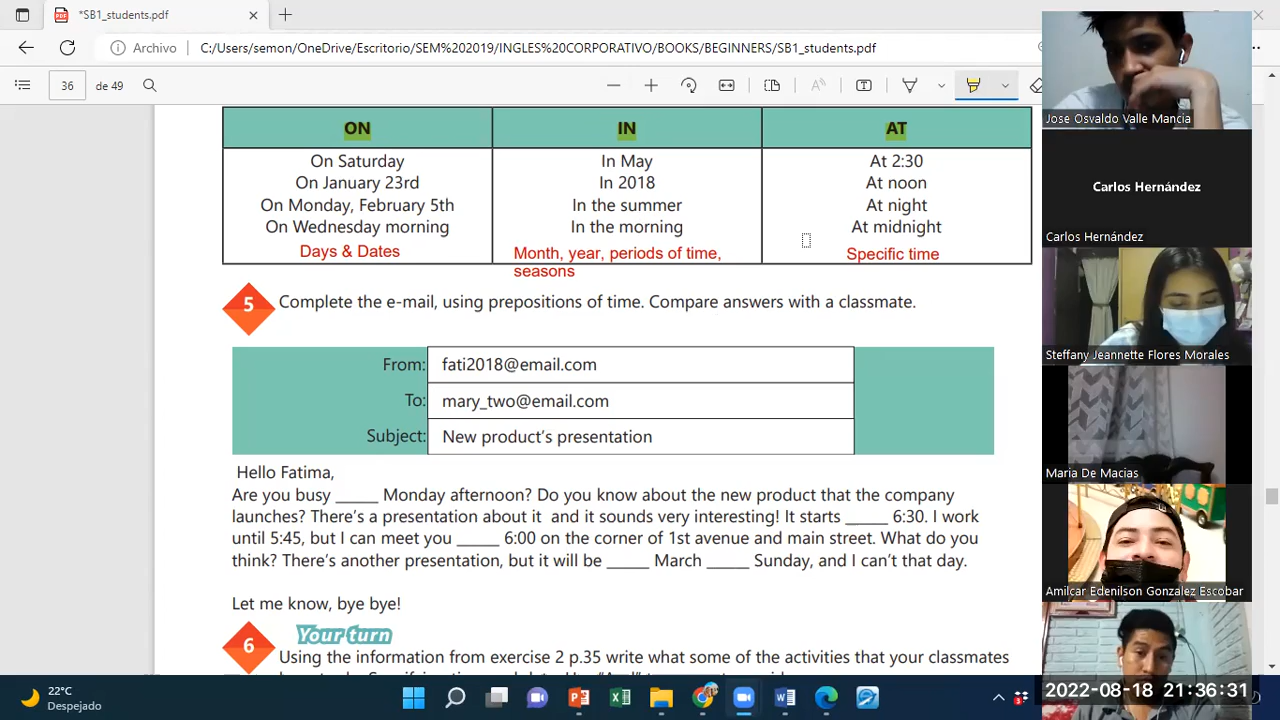 *SB1_students.pdf
Archivo
C:/Users/semon/OneDrive/Escritorio/SEM%202019/INGLES%20CORPORATIVO/BOOKS/BEGINNERS/SB1_students.pdf
36 de 49
ON IN AT
On Saturday In May At 2:30
On January 23rd In 2018 At noon
On Monday, February 5th In the summer At night
On Wednesday morning In the morning At midnight
Days & Dates Month, year, periods of time, Specific time
seasons
5 Complete the e-mail, using prepositions of time. Compare answers with a classmate.
From: fati2018@email.com
To: mary_two@email.com
Subject: New product's presentation
Hello Fatima,
Are you busy _____ Monday afternoon? Do you know about the new product that the company
launches? There's a presentation about it and it sounds very interesting! It starts _____ 6:30. I work
until 5:45, but I can meet you _____ 6:00 on the corner of 1st avenue and main street. What do you
think? There's another presentation, but it will be _____ March _____ Sunday, and I can't that day.
Let me know, bye bye!
6 Your turn
Using the information from exercise 2 p.35 write what some of the activities that your classmates
Jose Osvaldo Valle Mancia
Carlos Hernández
Carlos Hernández
Steffany Jeannette Flores Morales
Maria De Macias
Amilcar Edenilson Gonzalez Escobar
2022-08-18 21:36:31
22°C
Despejado